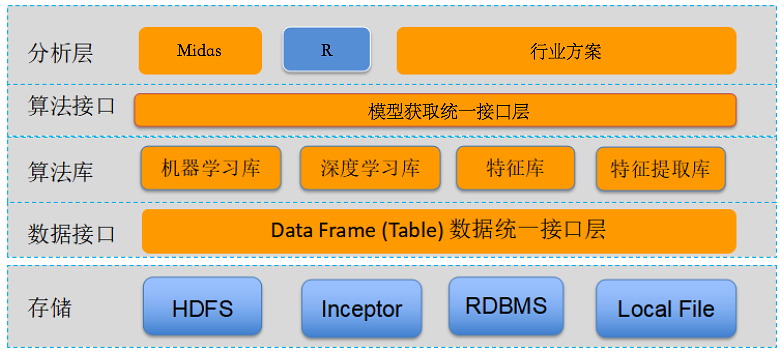 分析层 Midas R 行业方案
算法接口 模型获取统一接口层
算法库 机器学习库 深度学习库 特征库 特征提取库
数据接口 Data Frame (Table) 数据统一接口层
存储 HDFS Inceptor RDBMS Local File